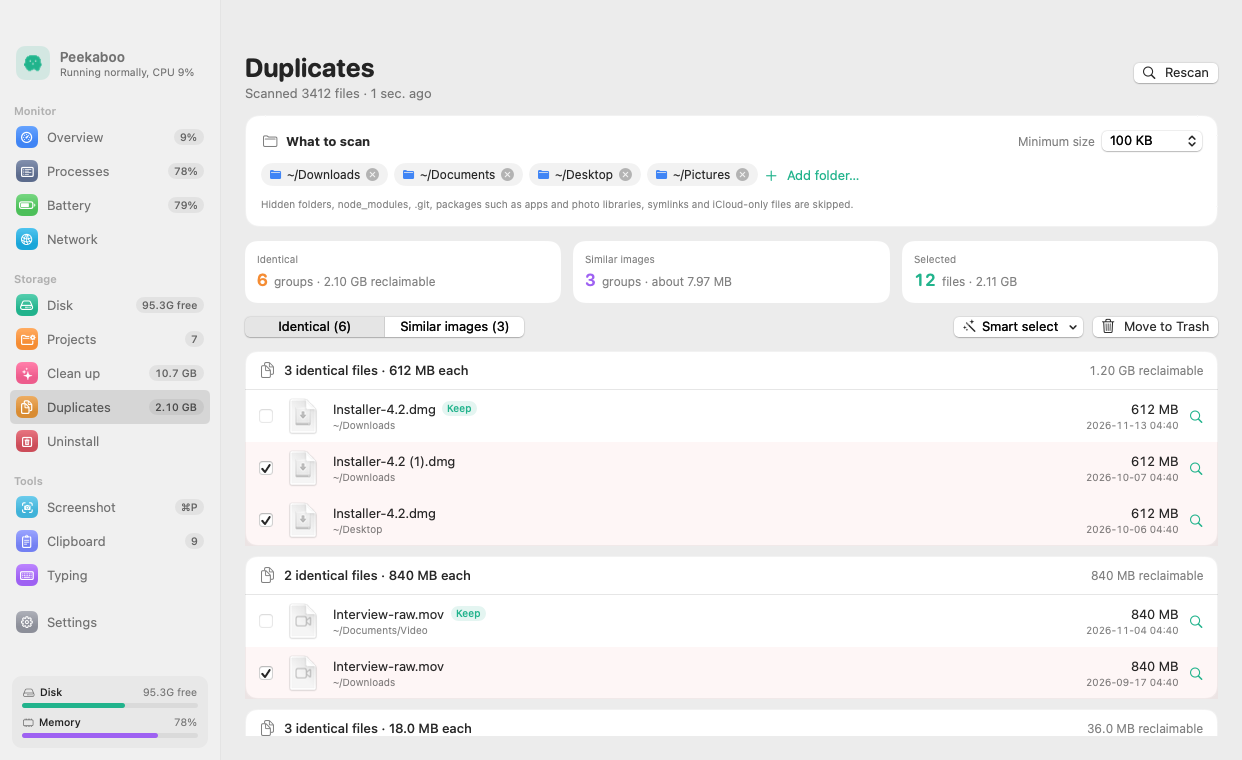 Peekaboo
Running normally, CPU 9%
Monitor
Overview 9%
Processes 78%
Battery 79%
Network
Storage
Disk 95.3G free
Projects 7
Clean up 10.7 GB
Duplicates 2.10 GB
Uninstall
Tools
Screenshot ⌘P
Clipboard 9
Typing
Settings
Disk 95.3G free
Memory 78%
Duplicates
Scanned 3412 files · 1 sec. ago
Rescan
What to scan
Minimum size 100 KB
~/Downloads ~/Documents ~/Desktop ~/Pictures Add folder...
Hidden folders, node_modules, .git, packages such as apps and photo libraries, symlinks and iCloud-only files are skipped.
Identical
6 groups · 2.10 GB reclaimable
Similar images
3 groups · about 7.97 MB
Selected
12 files · 2.11 GB
Identical (6) Similar images (3) Smart select Move to Trash
3 identical files · 612 MB each 1.20 GB reclaimable
Installer-4.2.dmg Keep 612 MB
~/Downloads 2026-11-13 04:40
Installer-4.2 (1).dmg 612 MB
~/Downloads 2026-10-07 04:40
Installer-4.2.dmg 612 MB
~/Desktop 2026-10-06 04:40
2 identical files · 840 MB each 840 MB reclaimable
Interview-raw.mov Keep 840 MB
~/Documents/Video 2026-11-04 04:40
Interview-raw.mov 840 MB
~/Downloads 2026-09-17 04:40
3 identical files · 18.0 MB each 36.0 MB reclaimable